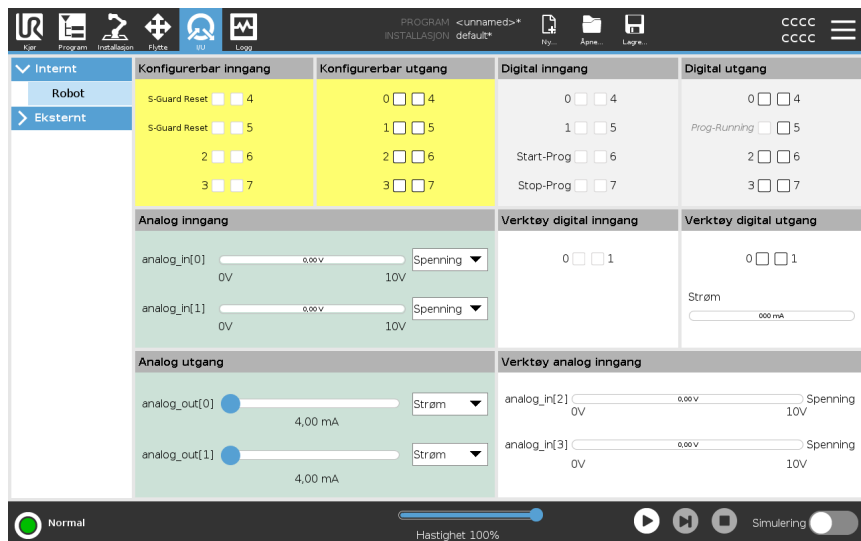 UR
PROGRAM <unnamed>*
INSTALLASJON default*
CCCC
CCCC
Kjør Program Installasjon Flytte I/U Logg Ny... Åpne... Lagre...
Internt
Robot
Eksternt
Konfigurerbar inngang
S-Guard Reset 4
S-Guard Reset 5
2 6
3 7
Konfigurerbar utgang
0 4
1 5
2 6
3 7
Digital inngang
0 4
1 5
Start-Prog 6
Stop-Prog 7
Digital utgang
0 4
Prog-Running 5
2 6
3 7
Analog inngang
analog_in[0] 0,00 V Spenning
0V 10V
analog_in[1] 0,00 V Spenning
0V 10V
Verktøy digital inngang
0 1
Verktøy digital utgang
0 1
Strøm
000 mA
Analog utgang
analog_out[0] Strøm
4,00 mA
analog_out[1] Strøm
4,00 mA
Verktøy analog inngang
analog_in[2] 0,00 V Spenning
0V 10V
analog_in[3] 0,00 V Spenning
0V 10V
Normal
Hastighet 100%
Simulering